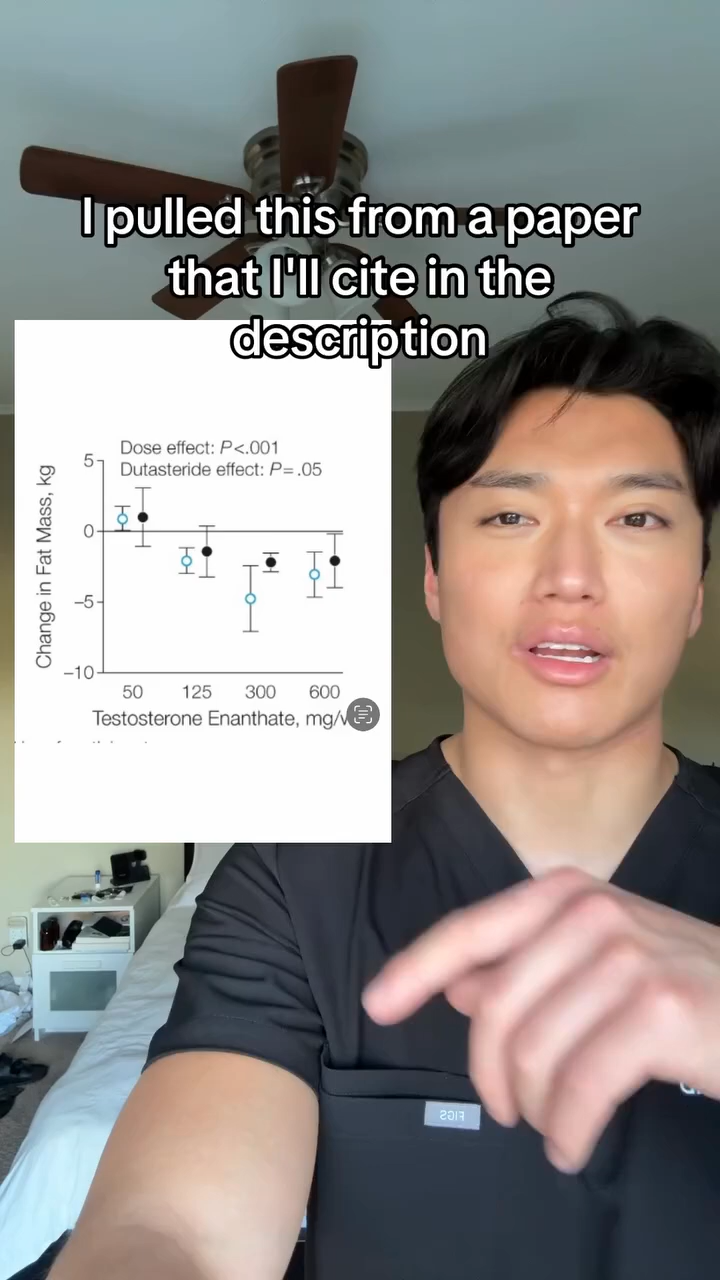 I pulled this from a paper
that I'll cite in the
description
Dose effect: P<.001
Dutasteride effect: P=.05
Change in Fat Mass, kg
5
0
−5
−10
50 125 300 600
Testosterone Enanthate, mg/
FIGS